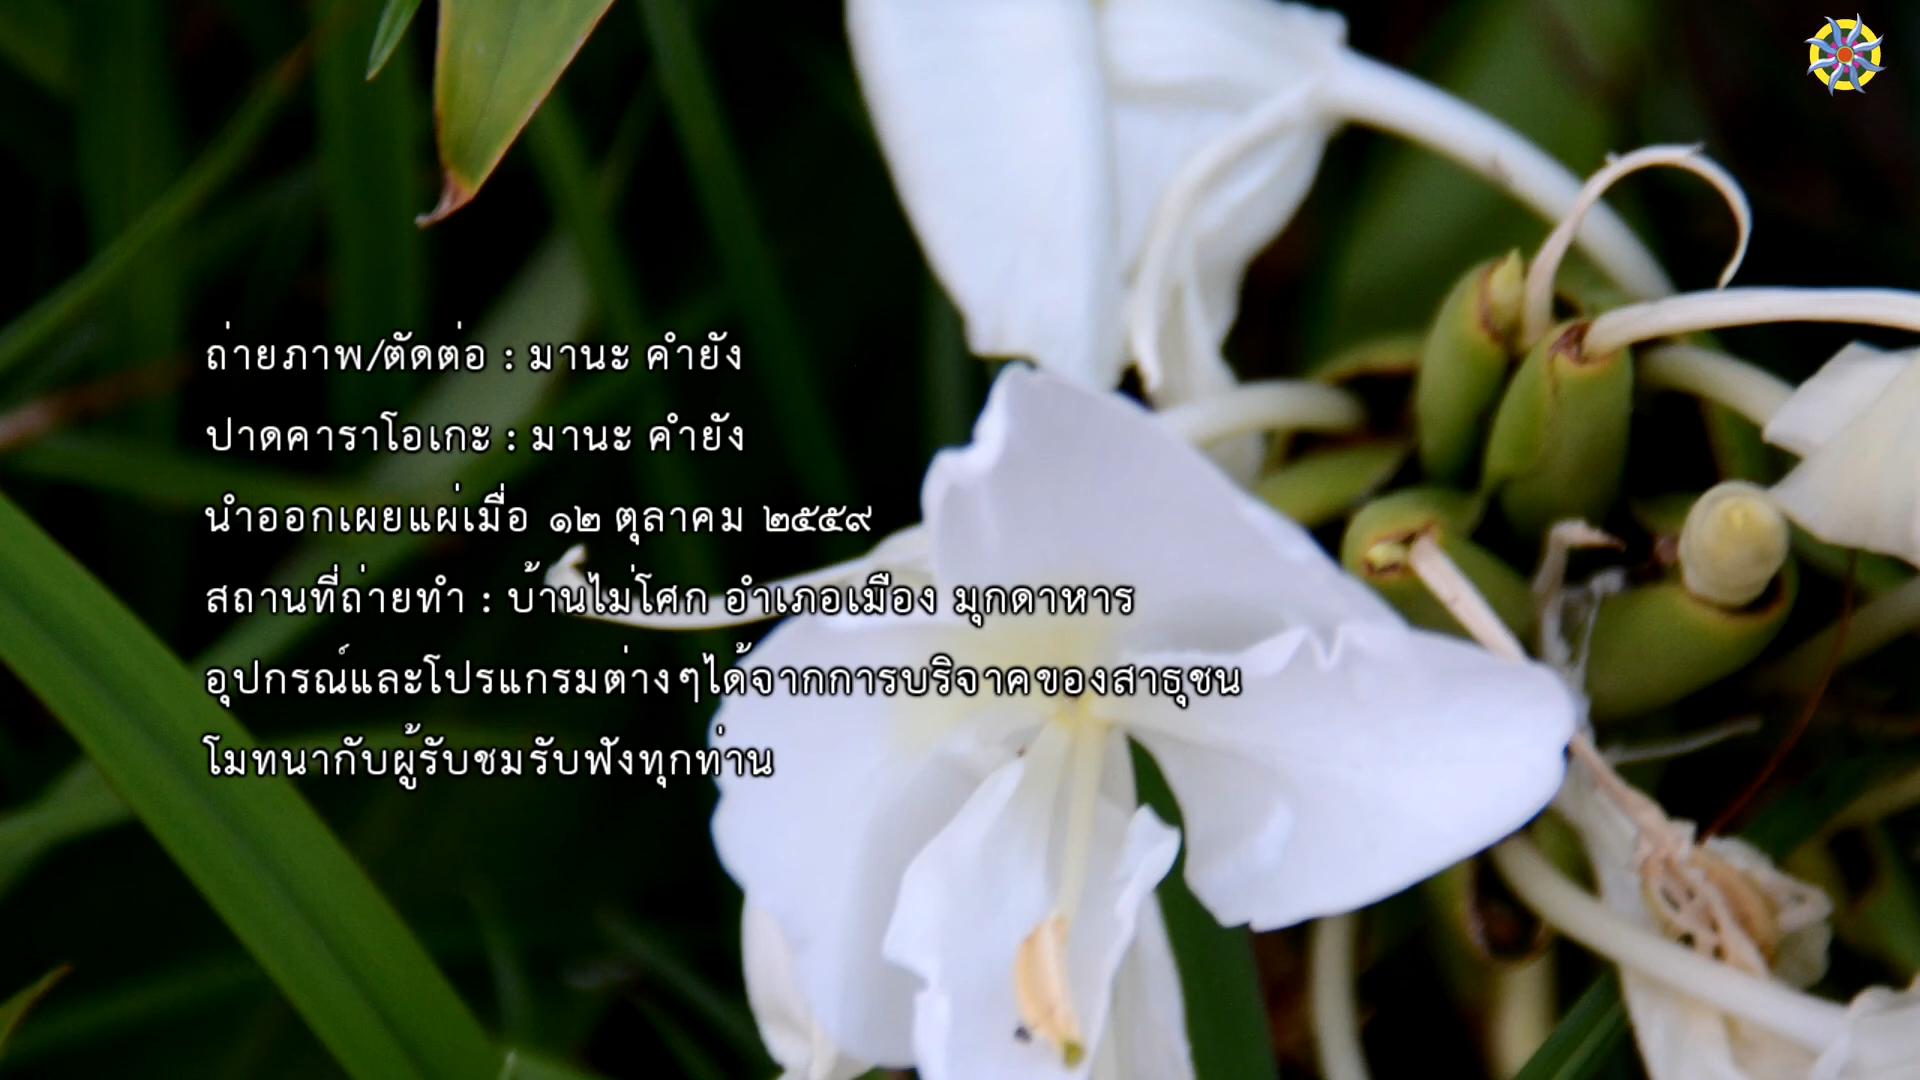 ถ่ายภาพ/ตัดต่อ : มานะ คำยัง
ปาดคาราโอเกะ : มานะ คำยัง
นำออกเผยแผ่เมื่อ ๑๒ ตุลาคม ๒๕๕๙
สถานที่ถ่ายทำ : บ้านไม่โศก อำเภอเมือง มุกดาหาร
อุปกรณ์และโปรแกรมต่างๆได้จากการบริจาคของสาธุชน
โมทนากับผู้รับชมรับฟังทุกท่าน